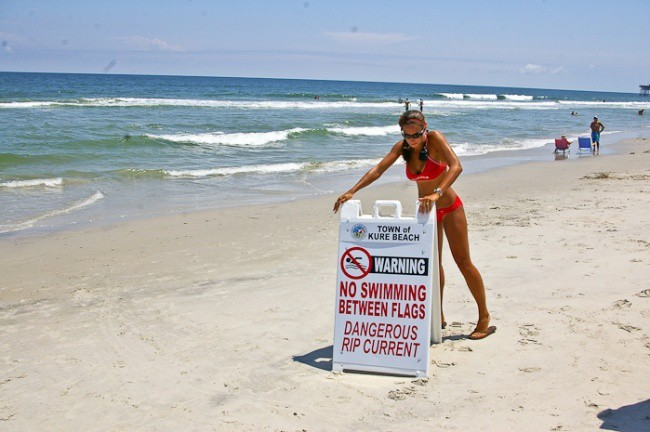 TOWN of
KURE BEACH
WARNING
NO SWIMMING
BETWEEN FLAGS
DANGEROUS
RIP CURRENT